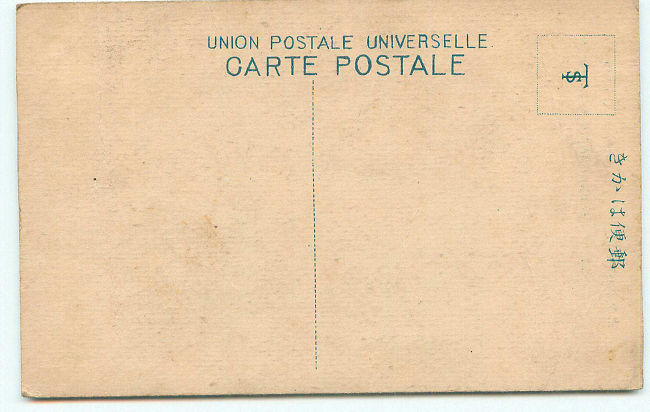 UNION POSTALE UNIVERSELLE.
CARTE POSTALE
郵便はかき